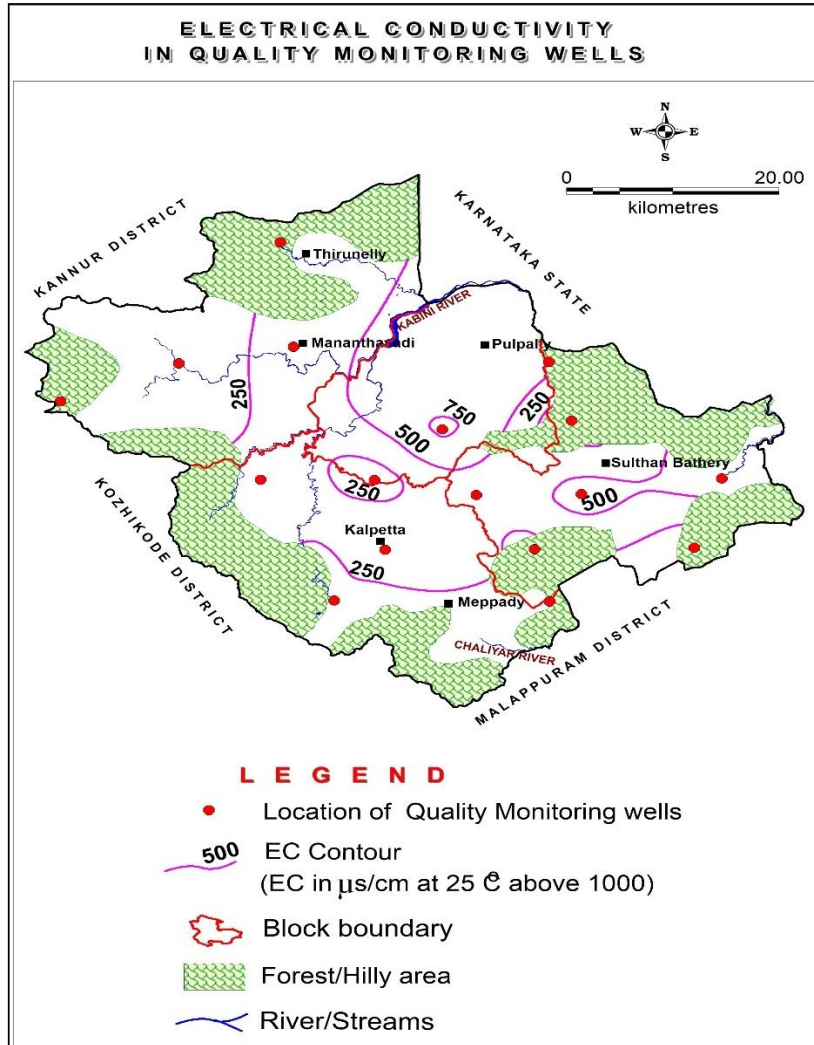 ELECTRICAL CONDUCTIVITY
IN QUALITY MONITORING WELLS
N
W E
S
0 20.00
kilometres
KANNUR DISTRICT
KARNATAKA STATE
Thirunelly
KABINI RIVER
Mananthavadi
Pulpally
250
250
750
500
Sulthan Bathery
250
500
KOZHIKODE DISTRICT
Kalpetta
250
Meppady
CHALIYAR RIVER
MALAPPURAM DISTRICT
LEGEND
Location of Quality Monitoring wells
500 EC Contour
(EC in µs/cm at 25 °C above 1000)
Block boundary
Forest/Hilly area
River/Streams